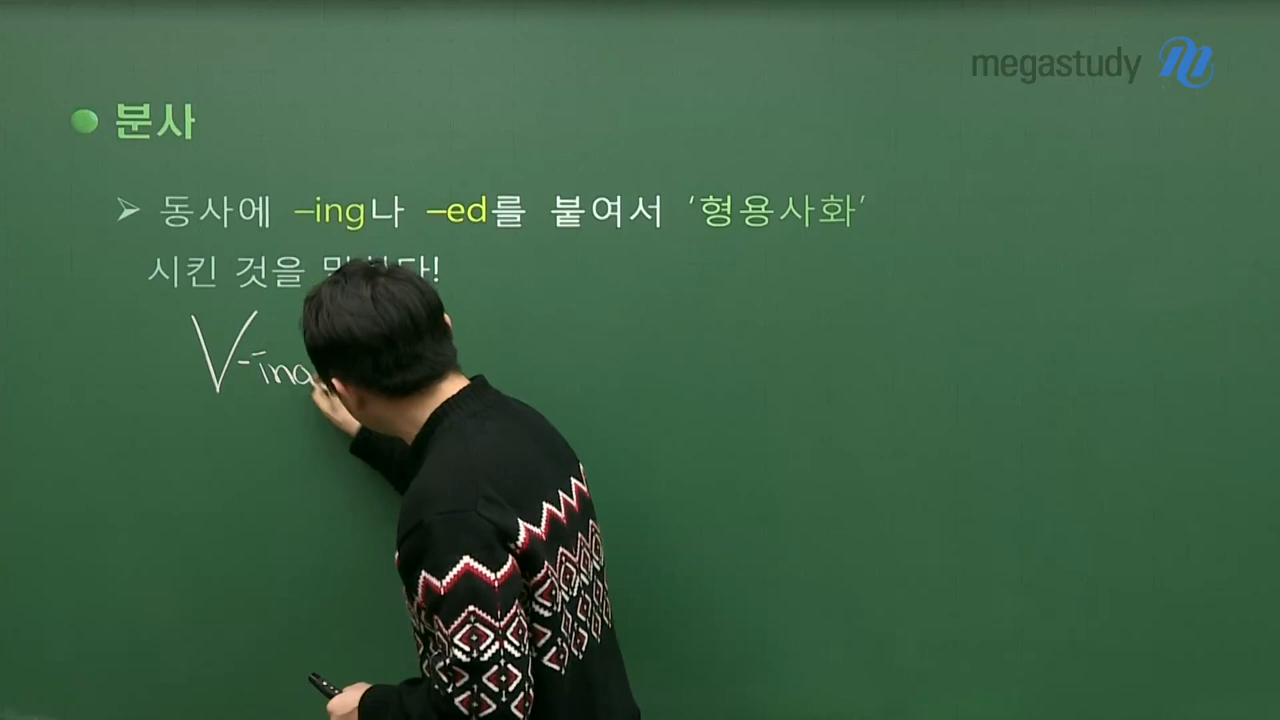 megastudy
분사
동사에 –ing나 –ed를 붙여서 ‘형용사화’
시킨 것을
V-ing